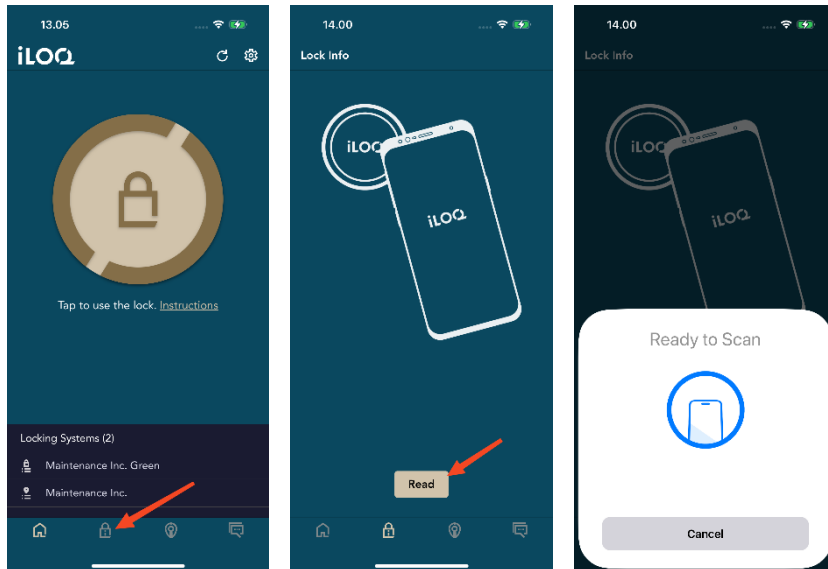 13.05
iLOQ
Tap to use the lock. Instructions
Locking Systems (2)
Maintenance Inc. Green
Maintenance Inc.
14.00
Lock Info
iLOQ
iLOQ
Read
14.00
Lock Info
iLOQ
iLOQ
Ready to Scan
Cancel